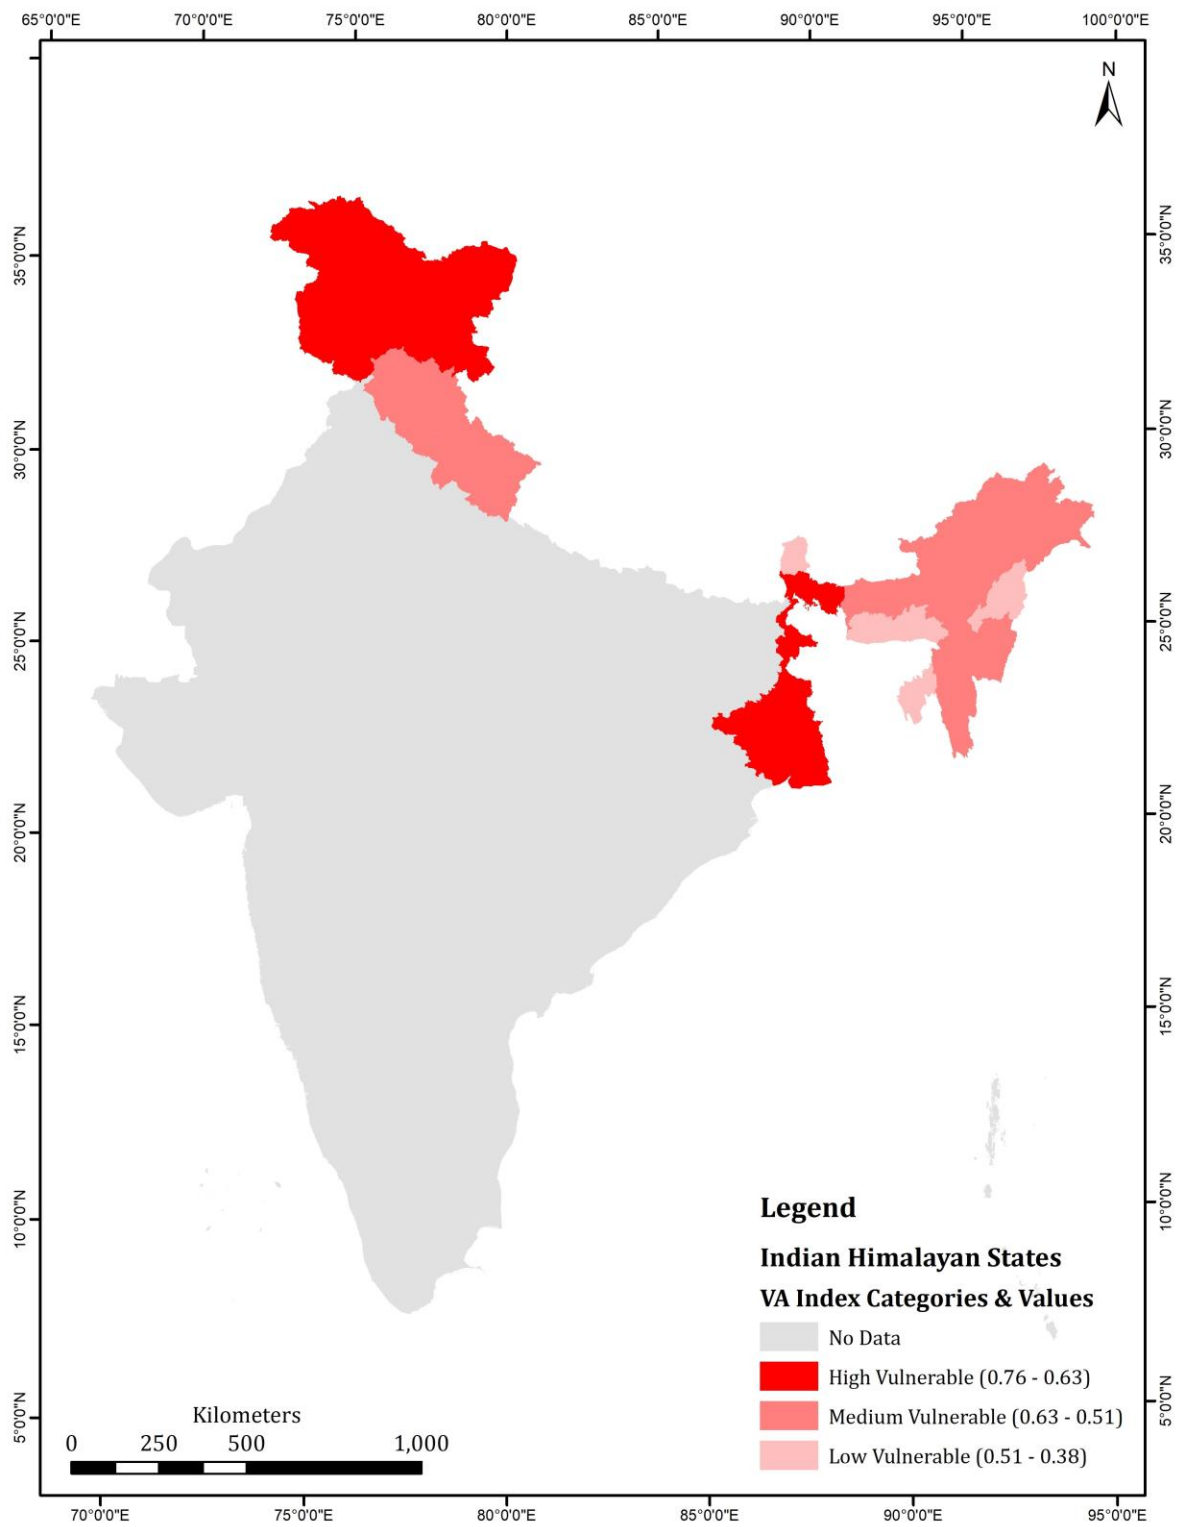 65°0'0"E 70°0'0"E 75°0'0"E 80°0'0"E 85°0'0"E 90°0'0"E 95°0'0"E 100°0'0"E
N
35°0'0"N 35°0'0"N
30°0'0"N 30°0'0"N
25°0'0"N 25°0'0"N
20°0'0"N 20°0'0"N
15°0'0"N 15°0'0"N
10°0'0"N 10°0'0"N
5°0'0"N 5°0'0"N
Legend
Indian Himalayan States
VA Index Categories & Values
No Data
High Vulnerable (0.76 - 0.63)
Medium Vulnerable (0.63 - 0.51)
Low Vulnerable (0.51 - 0.38)
Kilometers
0 250 500 1,000
70°0'0"E 75°0'0"E 80°0'0"E 85°0'0"E 90°0'0"E 95°0'0"E